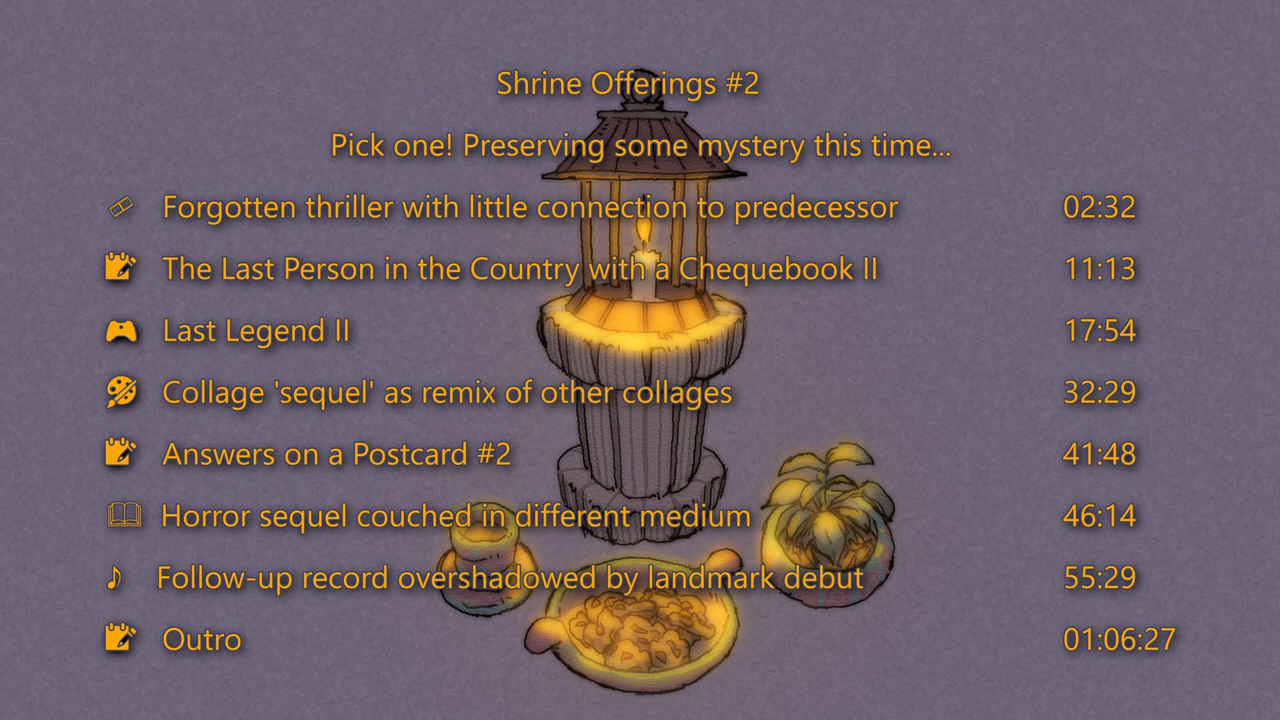 Shrine Offerings #2
Pick one! Preserving some mystery this time...
Forgotten thriller with little connection to predecessor 02:32
The Last Person in the Country with a Chequebook II 11:13
Last Legend II 17:54
Collage 'sequel' as remix of other collages 32:29
Answers on a Postcard #2 41:48
Horror sequel couched in different medium 46:14
Follow-up record overshadowed by landmark debut 55:29
Outro 01:06:27